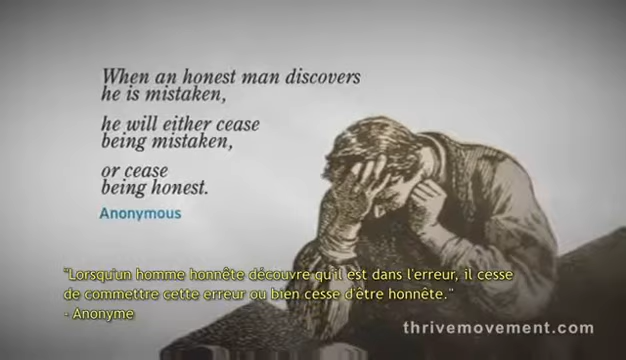 When an honest man discovers
he is mistaken,
he will either cease
being mistaken,
or cease
being honest.
Anonymous
"Lorsqu'un homme honnête découvre qu'il est dans l'erreur, il cesse
de commettre cette erreur ou bien cesse d'être honnête."
- Anonyme
thrivemovement.com